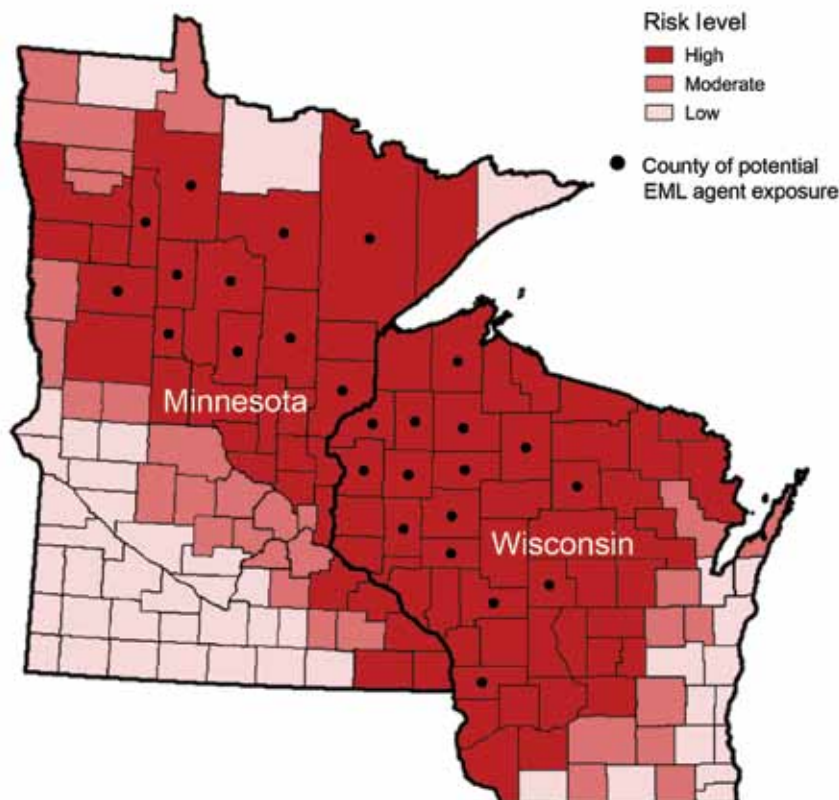 Risk level
High
Moderate
Low
County of potential
EML agent exposure
Minnesota
Wisconsin